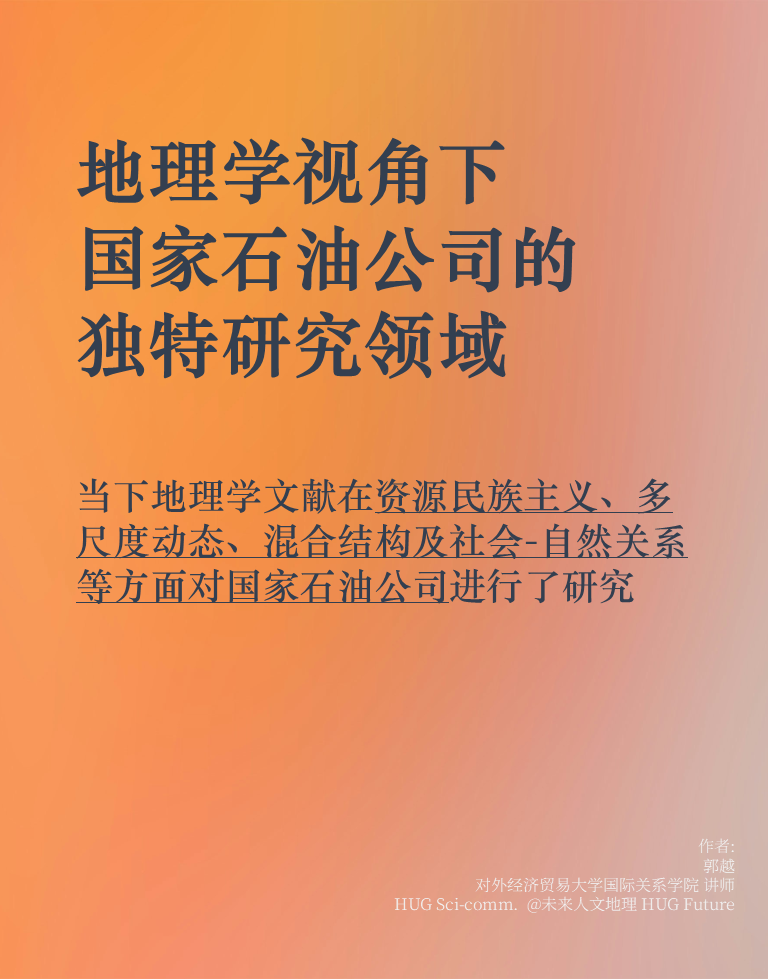 地理学视角下
国家石油公司的
独特研究领域
当下地理学文献在资源民族主义、多
尺度动态、混合结构及社会-自然关系
等方面对国家石油公司进行了研究
作者:
郭越
对外经济贸易大学国际关系学院 讲师
HUG Sci-comm. @未来人文地理 HUG Future